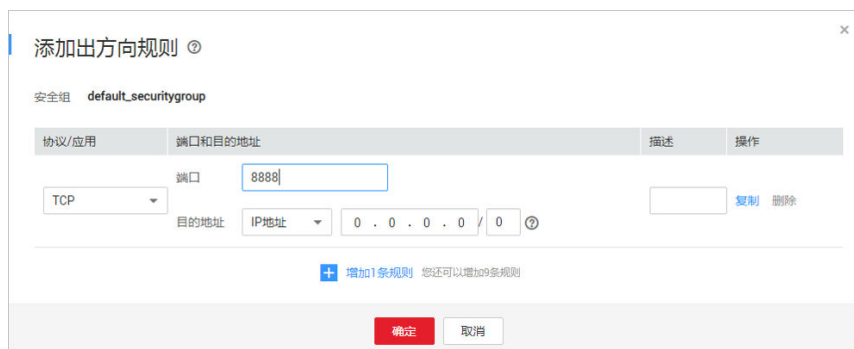 添加出方向规则 ?
×
安全组 default_securitygroup
协议/应用 端口和目的地址 描述 操作
端口 8888
TCP 复制 删除
目的地址 IP地址 0 . 0 . 0 . 0 / 0 ?
+ 增加1条规则 您还可以增加9条规则
确定 取消